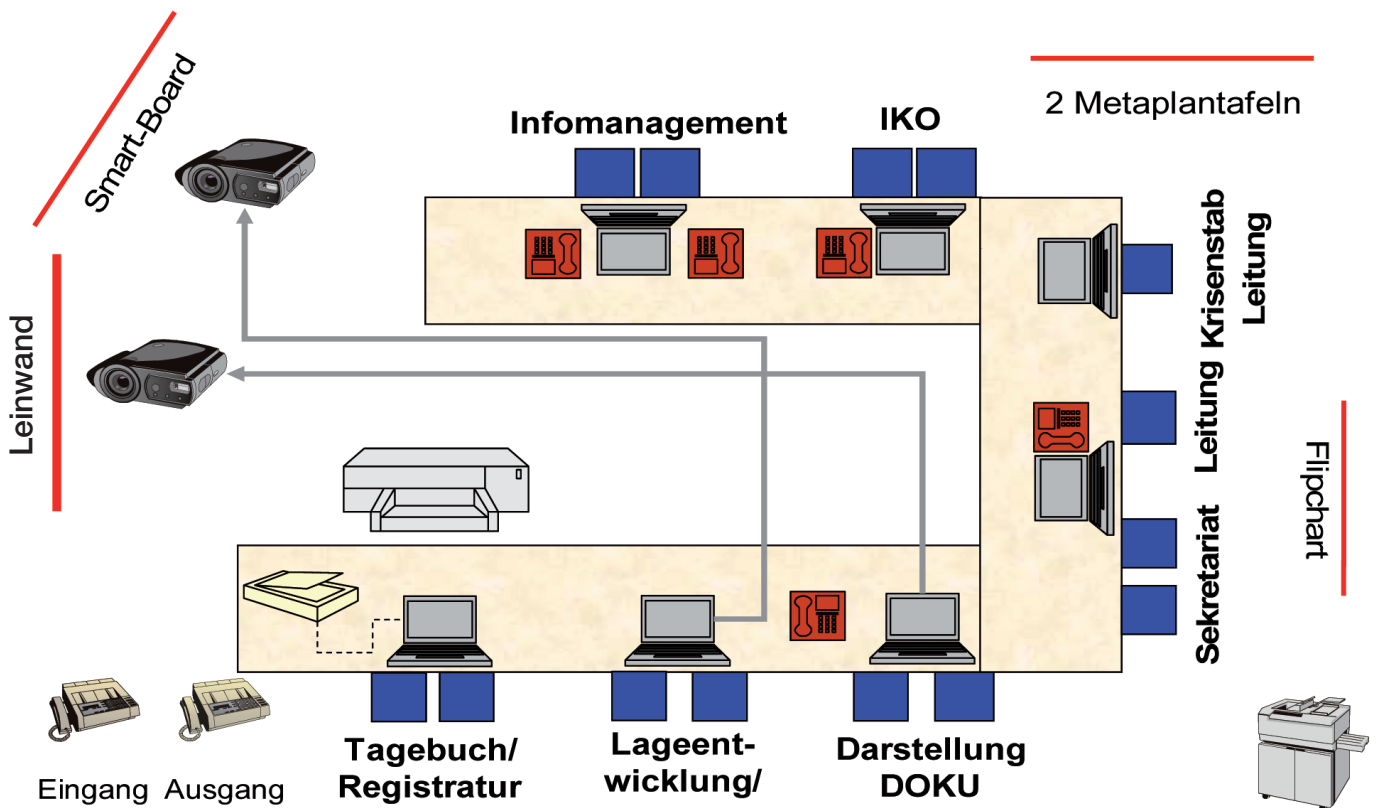 Smart-Board
Infomanagement
IKO
2 Metaplantafeln
Leinwand
Leitung Krisenstab
Leitung
Sekretariat
Flipchart
Eingang
Ausgang
Tagebuch/
Registratur
Lageent-
wicklung/
Darstellung
DOKU